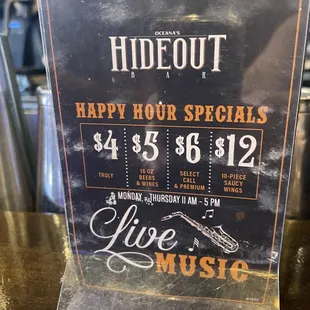 OCEANA'S
HIDEOUT
BAR
HAPPY HOUR SPECIALS
$4 $5 $6 $12
TRULY
16 OZ
BEERS
& WINES
SELECT
CALL
& PREMIUM
10-PIECE
SAUCY
WINGS
MONDAY - THURSDAY 11 AM - 5 PM
Live
MUSIC